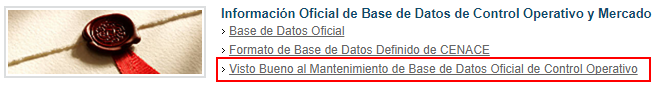 Información Oficial de Base de Datos de Control Operativo y Mercado
› Base de Datos Oficial
› Formato de Base de Datos Definido de CENACE
› Visto Bueno al Mantenimiento de Base de Datos Oficial de Control Operativo